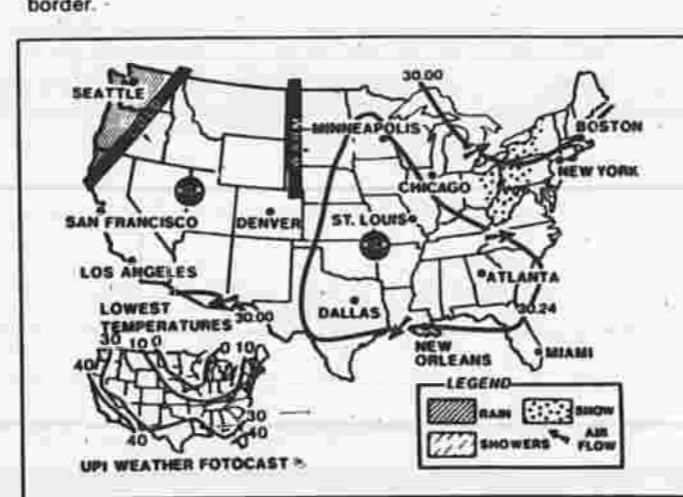 border.
30.00
SEATTLE
MINNEAPOLIS
BOSTON
NEW YORK
CHICAGO
SAN FRANCISCO
DENVER
ST. LOUIS
LOS ANGELES
ATLANTA
LOWEST
TEMPERATURES
30.00
DALLAS
30.24
NEW
ORLEANS
MIAMI
30 10 0
0 10
40
30
40
40
LEGEND
RAIN
SNOW
SHOWERS
AIR
FLOW
UPI WEATHER FOTOCAST